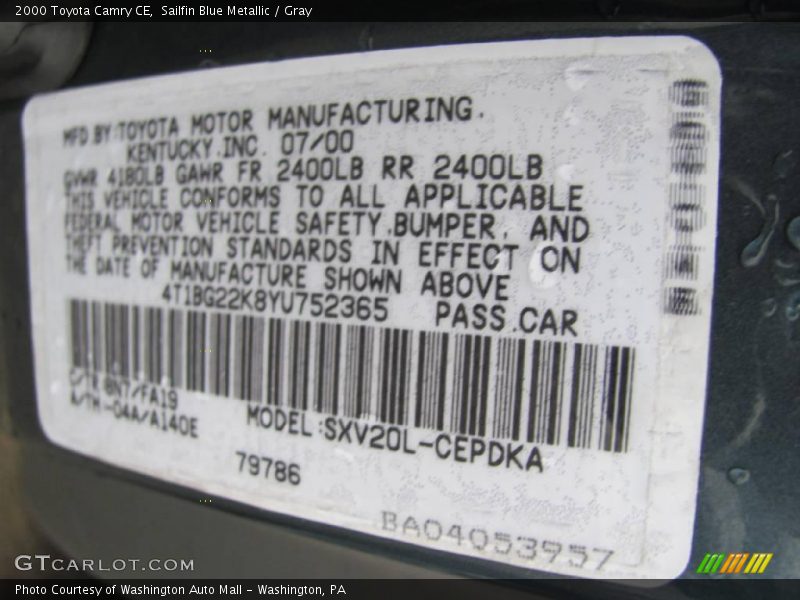 2000 Toyota Camry CE, Sailfin Blue Metallic / Gray
MFD.BY:TOYOTA MOTOR MANUFACTURING.
KENTUCKY.INC. 07/00
GVWR 4180LB GAWR FR 2400LB RR 2400LB
THIS VEHICLE CONFORMS TO ALL APPLICABLE
FEDERAL MOTOR VEHICLE SAFETY.BUMPER. AND
THEFT PREVENTION STANDARDS IN EFFECT ON
THE DATE OF MANUFACTURE SHOWN ABOVE
4T1BG22K8YU752365 PASS.CAR
C/TR 8N7/FA19
A/TM-04A/A140E
MODEL:SXV20L-CEPDKA
79786
BA04053957
GTCARLOT.COM
Photo Courtesy of Washington Auto Mall - Washington, PA